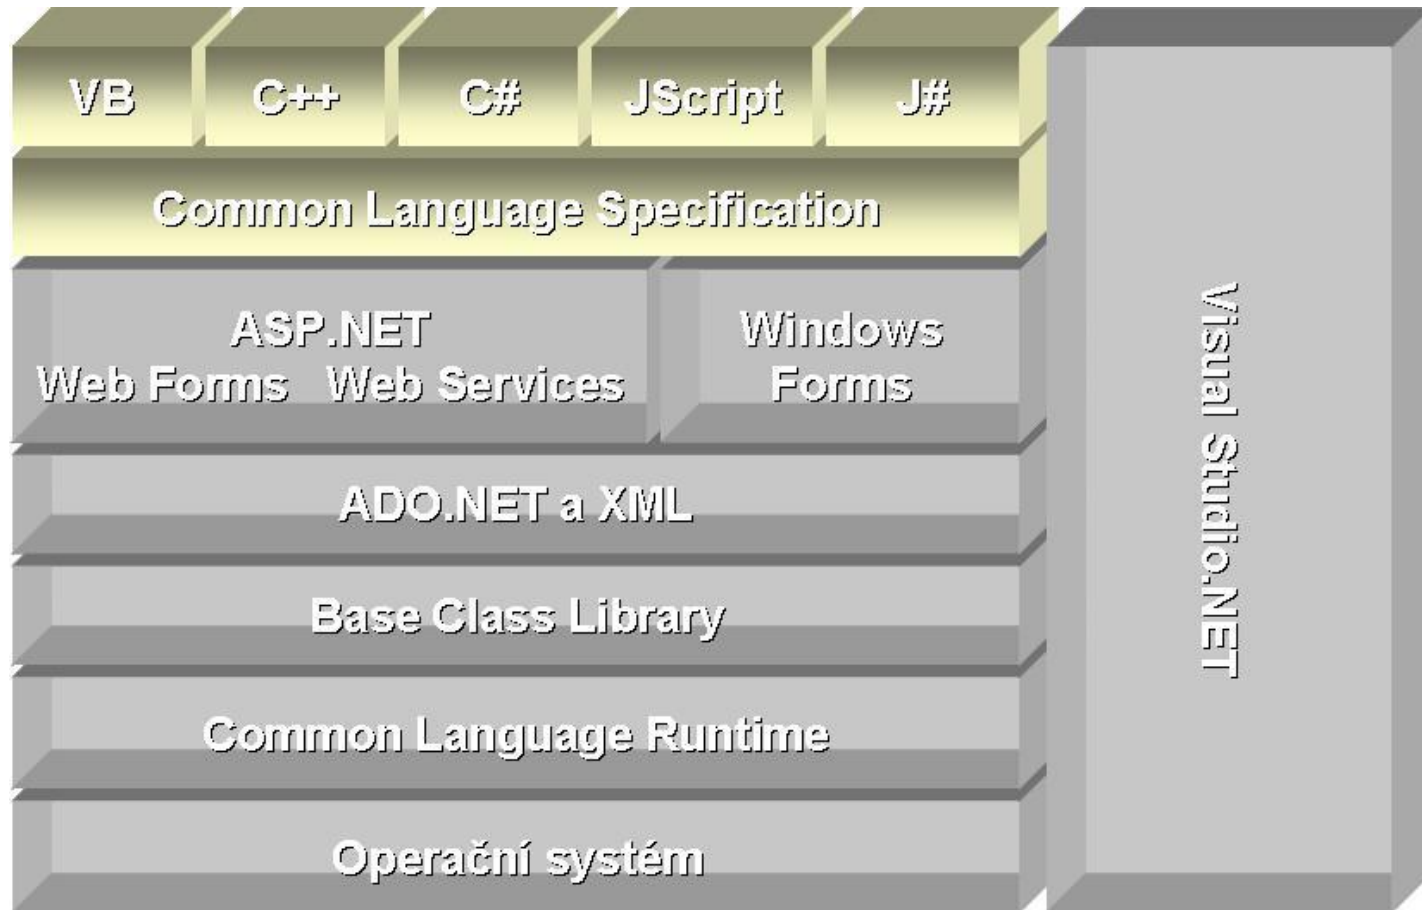 VB
C++
C#
JScript
J#
Common Language Specification
ASP.NET
Web Forms Web Services
Windows
Forms
ADO.NET a XML
Base Class Library
Common Language Runtime
Operační systém
Visual Studio.NET